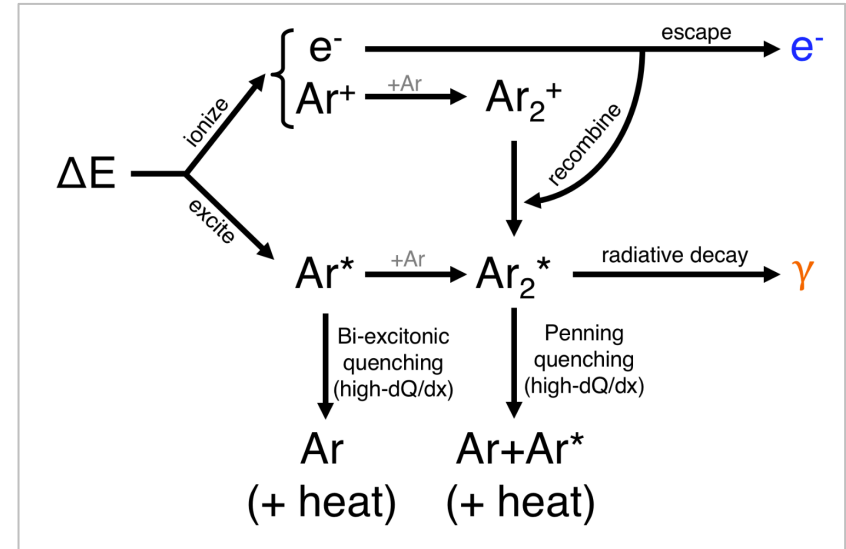 escape
e⁻
e⁻
ionize
Ar⁺
+Ar
Ar₂⁺
recombine
ΔE
excite
Ar*
+Ar
Ar₂*
radiative decay
γ
Bi-excitonic
quenching
(high-dQ/dx)
Penning
quenching
(high-dQ/dx)
Ar
(+ heat)
Ar+Ar*
(+ heat)